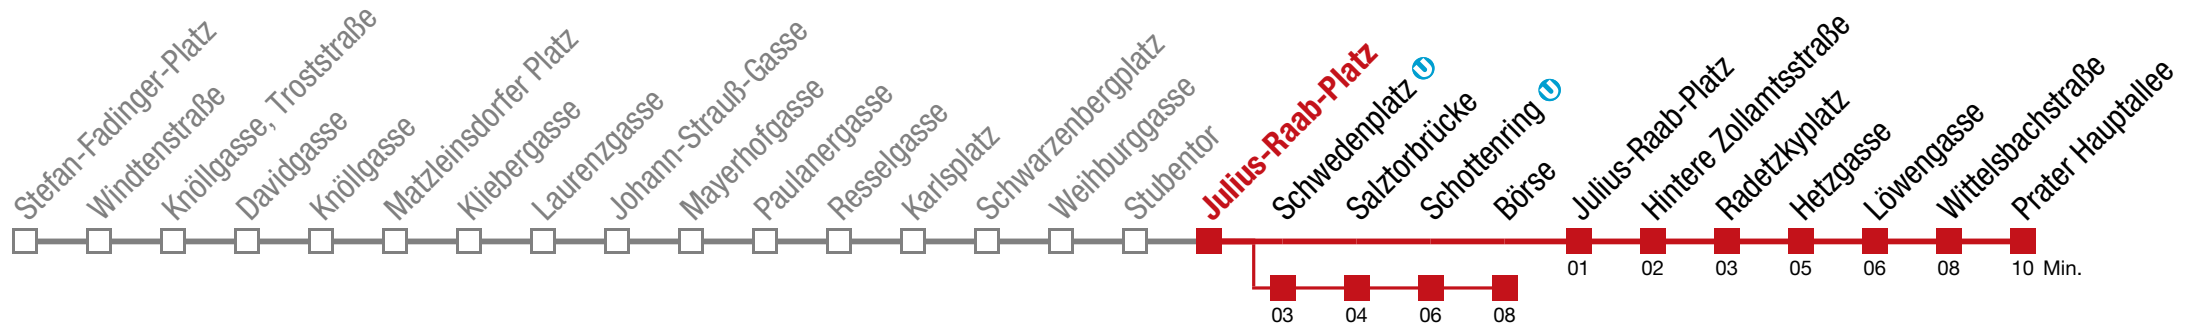 Stefan-Fadinger-Platz
Windtenstraße
Knöllgasse, Troststraße
Davidgasse
Knöllgasse
Matzleinsdorfer Platz
Kliebergasse
Laurenzgasse
Johann-Strauß-Gasse
Mayerhofgasse
Paulanergasse
Resselgasse
Karlsplatz
Schwarzenbergplatz
Weihburggasse
Stubentor
Julius-Raab-Platz
Schwedenplatz U
Salztorbrücke
Schottenring U
Börse
Julius-Raab-Platz
Hintere Zollamtsstraße
Radetzkyplatz
Hetzgasse
Löwengasse
Wittelsbachstraße
Prater Hauptallee
01 02 03 05 06 08 10 Min.
03 04 06 08